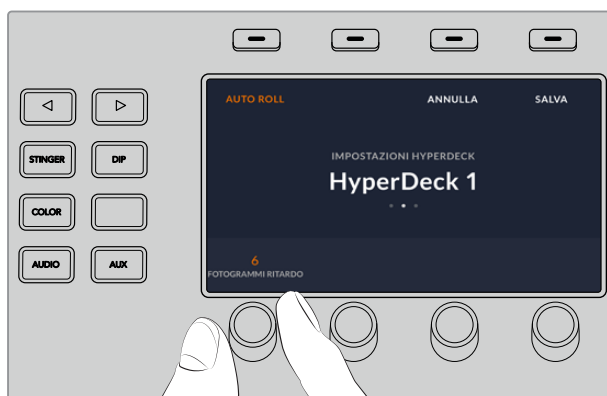 AUTO ROLL ANNULLA SALVA
STINGER DIP
IMPOSTAZIONI HYPERDECK
HyperDeck 1
COLOR
AUDIO AUX
6
FOTOGRAMMI RITARDO